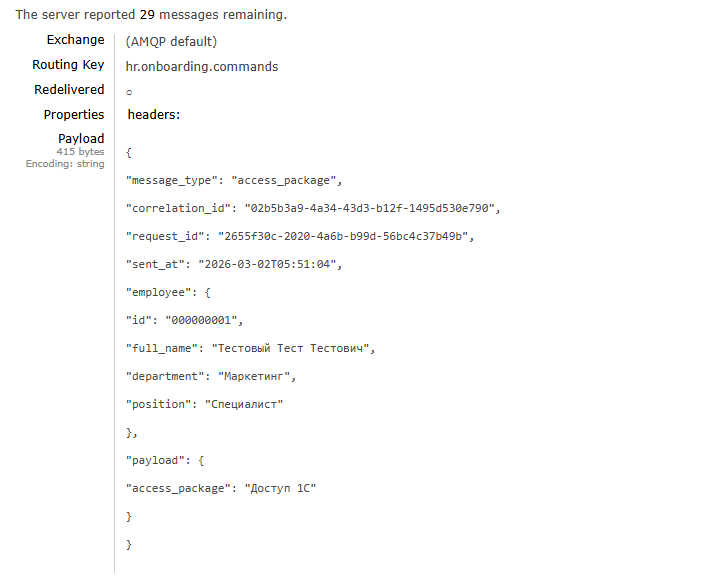 The server reported 29 messages remaining.
Exchange (AMQP default)
Routing Key hr.onboarding.commands
Redelivered ○
Properties headers:
Payload
415 bytes
Encoding: string
{
"message_type": "access_package",
"correlation_id": "02b5b3a9-4a34-43d3-b12f-1495d530e790",
"request_id": "2655f30c-2020-4a6b-b99d-56bc4c37b49b",
"sent_at": "2026-03-02T05:51:04",
"employee": {
"id": "000000001",
"full_name": "Тестовый Тест Тестович",
"department": "Маркетинг",
"position": "Специалист"
},
"payload": {
"access_package": "Доступ 1С"
}
}